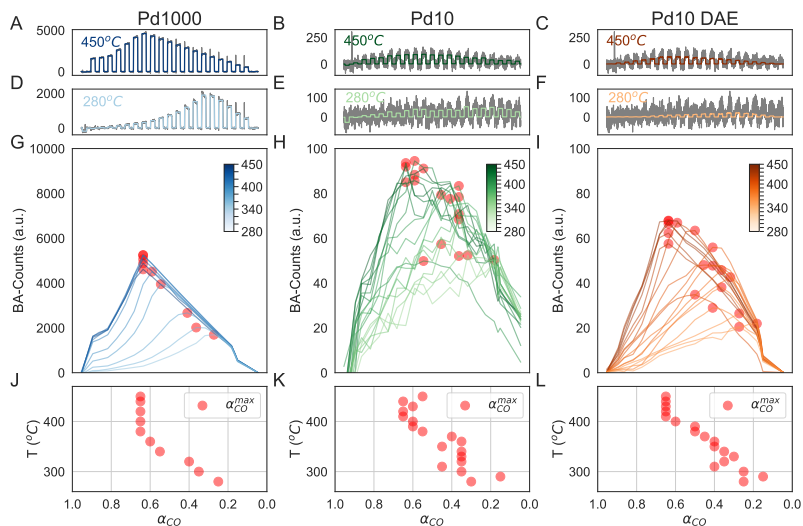 A Pd1000 B Pd10 C Pd10 DAE
5000 450°C 0
250 450°C 0
250 450°C 0
D E F
2000 280°C 0
100 280°C 0
100 280°C 0
G H I
BA-Counts (a.u.) 10000 8000 6000 4000 2000 0
450 400 340 280
BA-Counts (a.u.) 100 80 60 40 20 0
450 400 340 280
BA-Counts (a.u.) 100 80 60 40 20 0
450 400 340 280
J K L
T (°C) 400 300
α_CO^max
T (°C) 400 300
α_CO^max
T (°C) 400 300
α_CO^max
1.0 0.8 0.6 0.4 0.2 0.0
1.0 0.8 0.6 0.4 0.2 0.0
1.0 0.8 0.6 0.4 0.2 0.0
α_CO α_CO α_CO